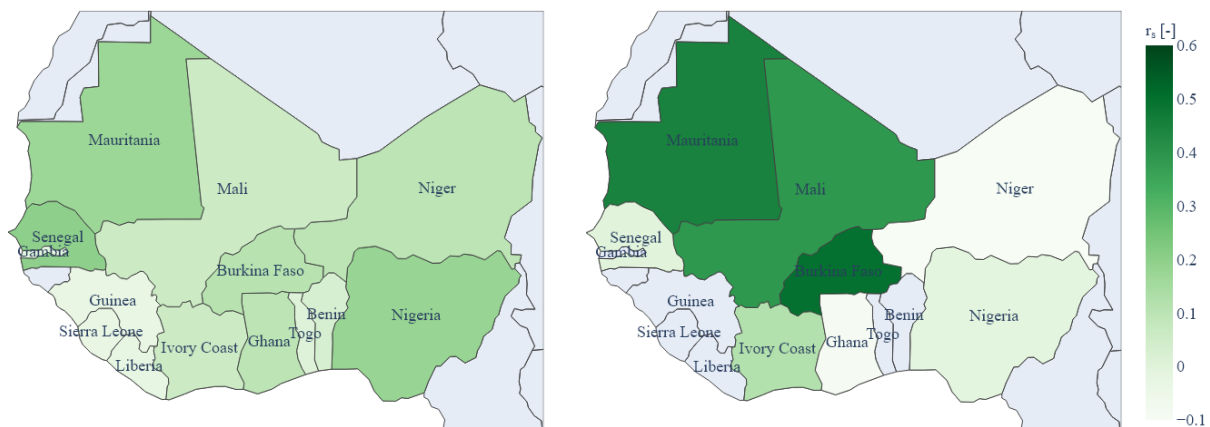 Mauritania
Mali
Niger
Senegal
Gambia
Burkina Faso
Guinea
Benin
Nigeria
Sierra Leone
Togo
Ivory Coast
Ghana
Liberia
Mauritania
Mali
Niger
Senegal
Gambia
Burkina Faso
Guinea
Benin
Nigeria
Sierra Leone
Togo
Ivory Coast
Ghana
Liberia
rₛ [-]
0.6
0.5
0.4
0.3
0.2
0.1
0
−0.1